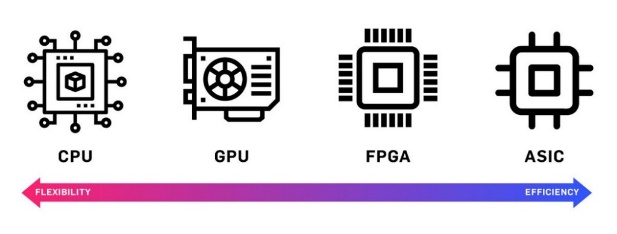 CPU
GPU
FPGA
ASIC
FLEXIBILITY
EFFICIENCY